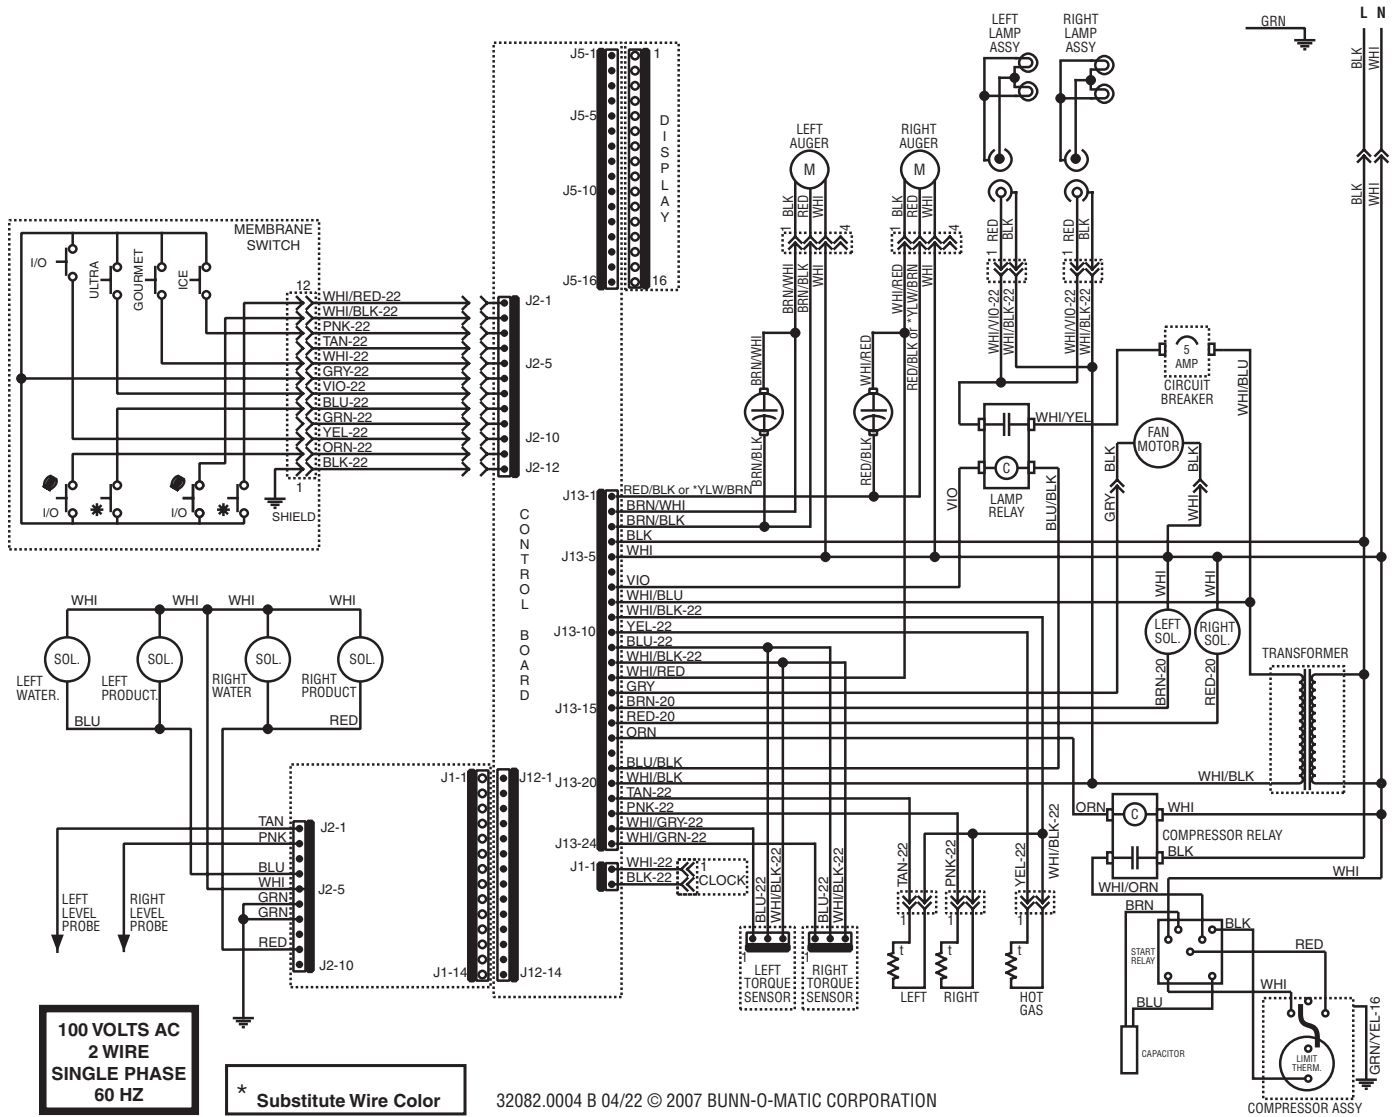 L N
GRN
BLK
WHI
BLK
WHI
LEFT
LAMP
ASSY
RIGHT
LAMP
ASSY
J5-1
J5-5
J5-10
J5-16
1
16
DISPLAY
LEFT
AUGER
M
RIGHT
AUGER
M
BLK
RED
WHI
1
4
BLK
RED
WHI
1
4
RED
BLK
1
RED
BLK
1
BRN/WHI
BRN/BLK
WHI
WHI/RED
RED/BLK or *YLW/BRN
WHI
WHI/VIO-22
WHI/BLK-22
WHI/VIO-22
WHI/BLK-22
BRN/WHI
BRN/BLK
WHI/RED
RED/BLK
MEMBRANE
SWITCH
I/O
ULTRA
GOURMET
ICE
12
WHI/RED-22
WHI/BLK-22
PNK-22
TAN-22
WHI-22
GRY-22
VIO-22
BLU-22
GRN-22
YEL-22
ORN-22
BLK-22
1
SHIELD
I/O
*
I/O
*
J2-1
J2-5
J2-10
J2-12
5
AMP
CIRCUIT
BREAKER
WHI/BLU
WHI/YEL
C
LAMP
RELAY
VIO
BLU/BLK
FAN
MOTOR
BLK
GRY
BLK
WHI
CONTROL BOARD
J13-1
J13-5
J13-10
J13-15
J13-20
J13-24
RED/BLK or *YLW/BRN
BRN/WHI
BRN/BLK
BLK
WHI
VIO
WHI/BLU
WHI/BLK-22
YEL-22
BLU-22
WHI/BLK-22
WHI/RED
GRY
BRN-20
RED-20
ORN
BLU/BLK
WHI/BLK
TAN-22
PNK-22
WHI/GRY-22
WHI/GRN-22
J1-1
WHI-22
BLK-22
1
CLOCK
WHI
WHI
LEFT
SOL.
RIGHT
SOL.
BRN-20
RED-20
TRANSFORMER
WHI/BLK
WHI
WHI
WHI
WHI
SOL.
SOL.
SOL.
SOL.
LEFT
WATER.
LEFT
PRODUCT.
RIGHT
WATER
RIGHT
PRODUCT
BLU
RED
J1-1
J1-14
J12-1
J12-14
TAN
PNK
BLU
WHI
GRN
GRN
RED
J2-1
J2-5
J2-10
LEFT
LEVEL
PROBE
RIGHT
LEVEL
PROBE
BLU-22
WHI/BLK-22
1
LEFT
TORQUE
SENSOR
BLU-22
WHI/BLK-22
1
RIGHT
TORQUE
SENSOR
TAN-22
PNK-22
YEL-22
WHI/BLK-22
1
1
1
t
t
t
LEFT
RIGHT
HOT
GAS
ORN
C
WHI
COMPRESSOR RELAY
BLK
WHI
WHI/ORN
BRN
BLK
START
RELAY
RED
WHI
BLU
CAPACITOR
LIMIT
THERM.
GRN/YEL-16
COMPRESSOR ASSY
100 VOLTS AC
2 WIRE
SINGLE PHASE
60 HZ
* Substitute Wire Color
32082.0004 B 04/22 © 2007 BUNN-O-MATIC CORPORATION